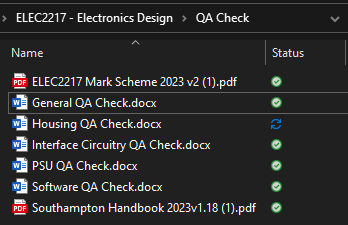 ELEC2217 - Electronics Design > QA Check
Name Status
PDF ELEC2217 Mark Scheme 2023 v2 (1).pdf
W General QA Check.docx
W Housing QA Check.docx
W Interface Circuitry QA Check.docx
W PSU QA Check.docx
W Software QA Check.docx
PDF Southampton Handbook 2023v1.18 (1).pdf